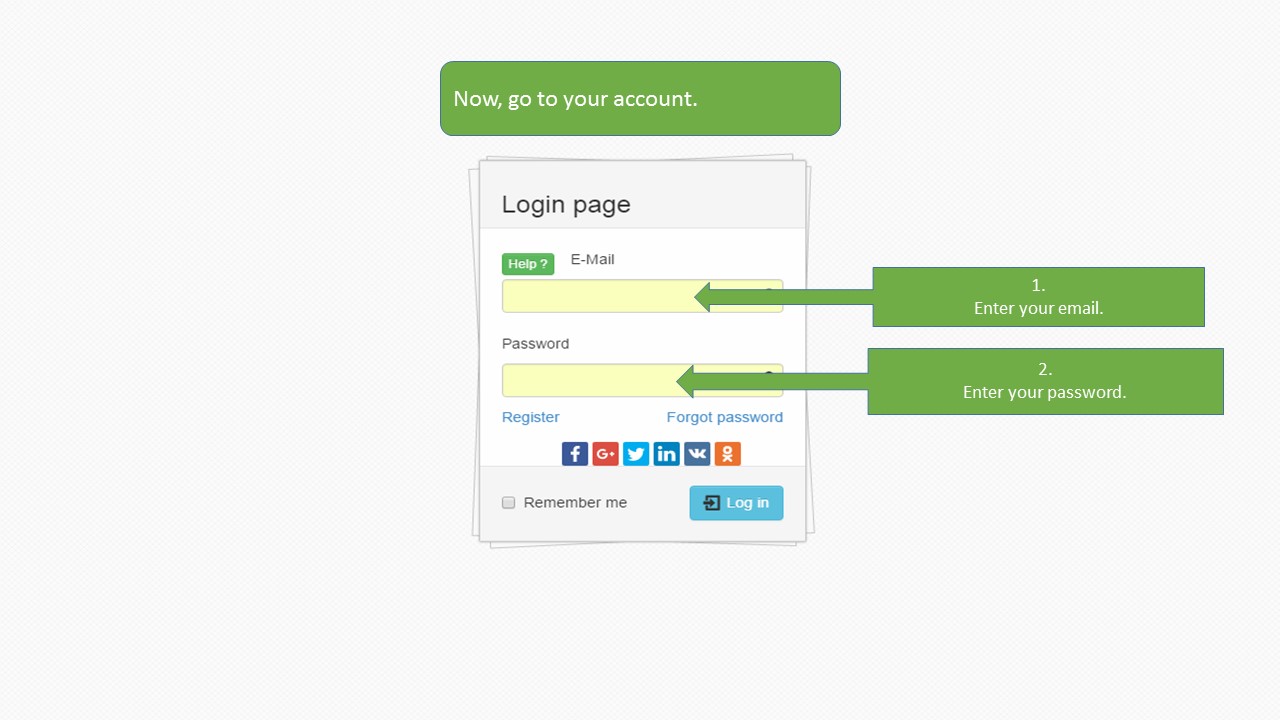 Now, go to your account.
Login page
Help ?
E-Mail
1.
Enter your email.
Password
2.
Enter your password.
Register
Forgot password
Remember me
Log in